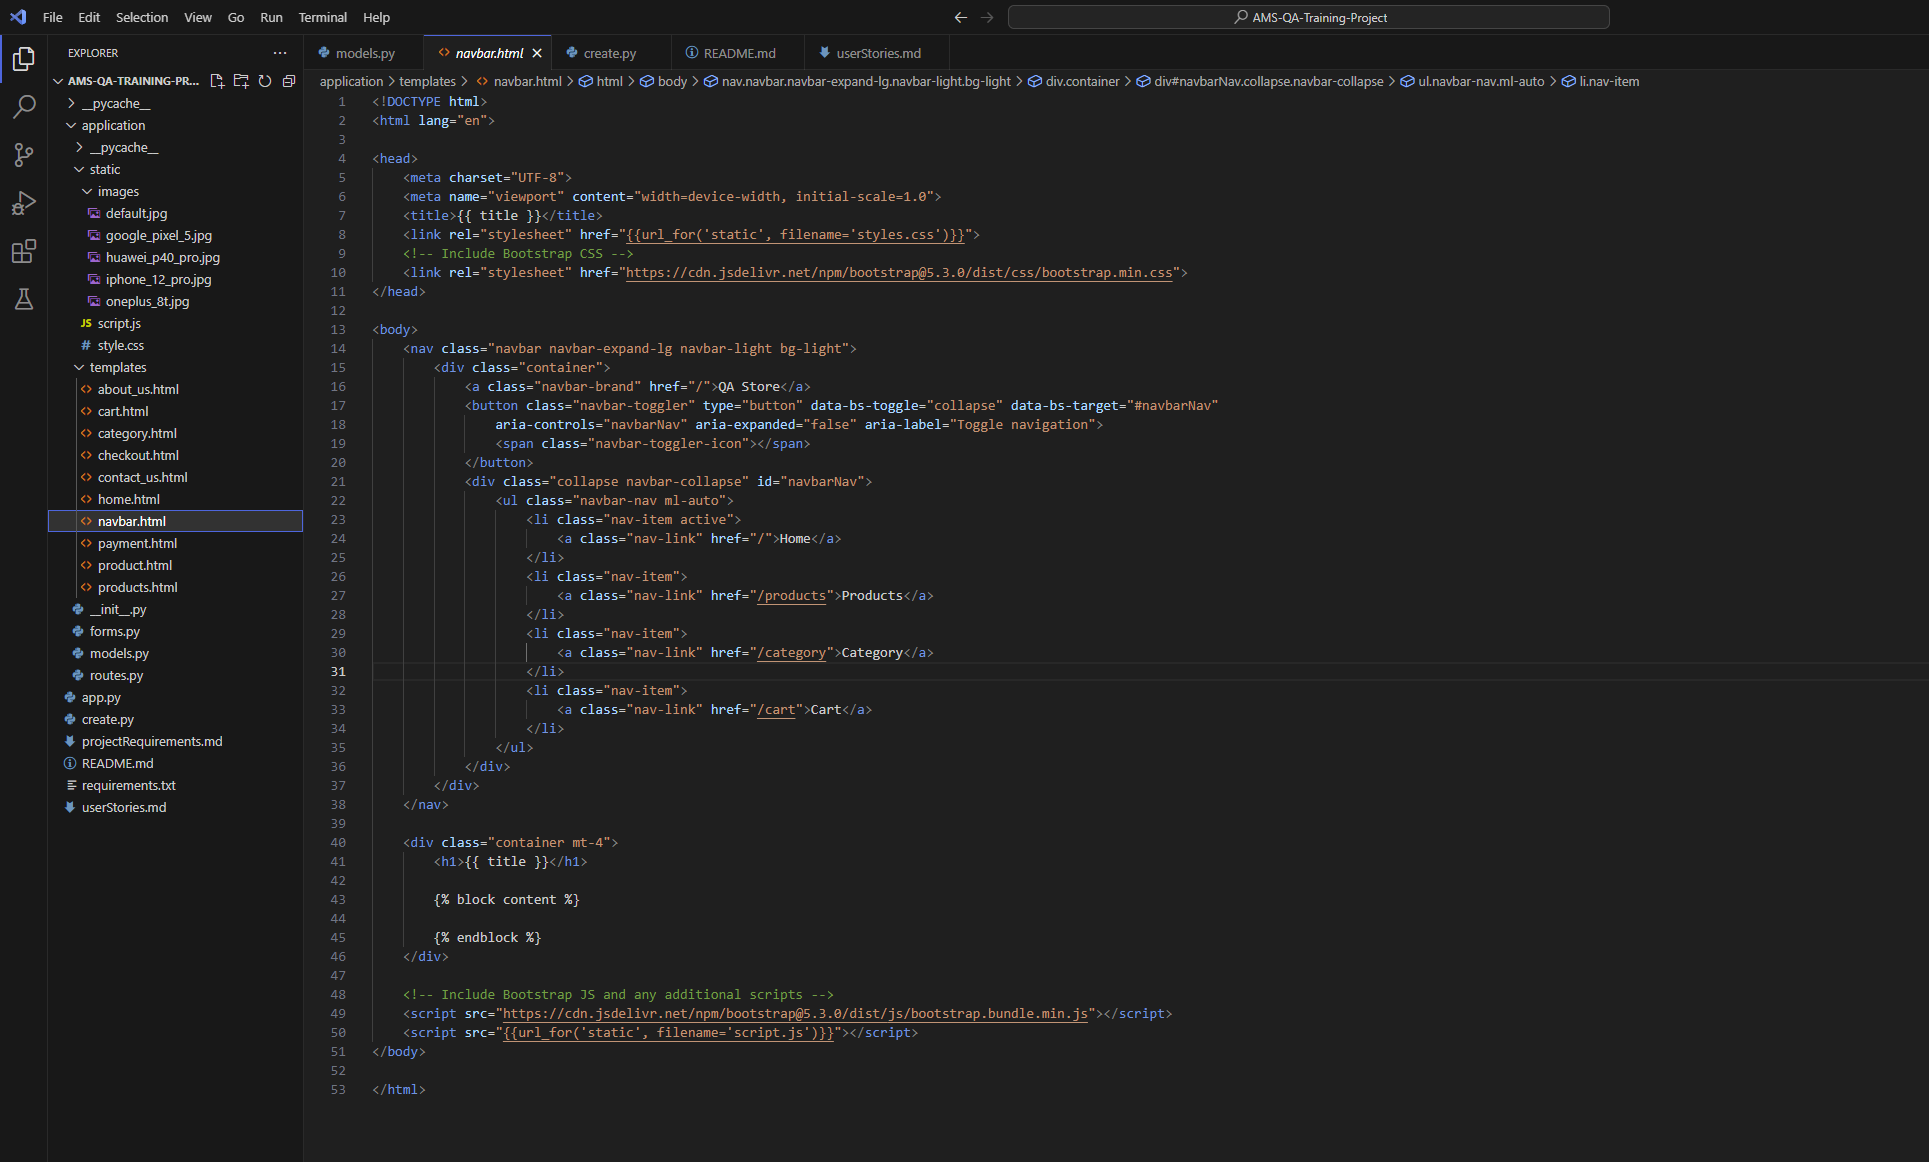 File Edit Selection View Go Run Terminal Help
AMS-QA-Training-Project
EXPLORER
AMS-QA-TRAINING-PR...
__pycache__
application
__pycache__
static
images
default.jpg
google_pixel_5.jpg
huawei_p40_pro.jpg
iphone_12_pro.jpg
oneplus_8t.jpg
JS script.js
# style.css
templates
about_us.html
cart.html
category.html
checkout.html
contact_us.html
home.html
navbar.html
payment.html
product.html
products.html
__init__.py
forms.py
models.py
routes.py
app.py
create.py
projectRequirements.md
README.md
requirements.txt
userStories.md
models.py navbar.html create.py README.md userStories.md
application > templates > navbar.html > html > body > nav.navbar.navbar-expand-lg.navbar-light.bg-light > div.container > div#navbarNav.collapse.navbar-collapse > ul.navbar-nav.ml-auto > li.nav-item
1 <!DOCTYPE html>
2 <html lang="en">
3
4 <head>
5 <meta charset="UTF-8">
6 <meta name="viewport" content="width=device-width, initial-scale=1.0">
7 <title>{{ title }}</title>
8 <link rel="stylesheet" href="{{url_for('static', filename='styles.css')}}">
9 <!-- Include Bootstrap CSS -->
10 <link rel="stylesheet" href="https://cdn.jsdelivr.net/npm/bootstrap@5.3.0/dist/css/bootstrap.min.css">
11 </head>
12
13 <body>
14 <nav class="navbar navbar-expand-lg navbar-light bg-light">
15 <div class="container">
16 <a class="navbar-brand" href="/">QA Store</a>
17 <button class="navbar-toggler" type="button" data-bs-toggle="collapse" data-bs-target="#navbarNav"
18 aria-controls="navbarNav" aria-expanded="false" aria-label="Toggle navigation">
19 <span class="navbar-toggler-icon"></span>
20 </button>
21 <div class="collapse navbar-collapse" id="navbarNav">
22 <ul class="navbar-nav ml-auto">
23 <li class="nav-item active">
24 <a class="nav-link" href="/">Home</a>
25 </li>
26 <li class="nav-item">
27 <a class="nav-link" href="/products">Products</a>
28 </li>
29 <li class="nav-item">
30 <a class="nav-link" href="/category">Category</a>
31 </li>
32 <li class="nav-item">
33 <a class="nav-link" href="/cart">Cart</a>
34 </li>
35 </ul>
36 </div>
37 </div>
38 </nav>
39
40 <div class="container mt-4">
41 <h1>{{ title }}</h1>
42
43 {% block content %}
44
45 {% endblock %}
46 </div>
47
48 <!-- Include Bootstrap JS and any additional scripts -->
49 <script src="https://cdn.jsdelivr.net/npm/bootstrap@5.3.0/dist/js/bootstrap.bundle.min.js"></script>
50 <script src="{{url_for('static', filename='script.js')}}"></script>
51 </body>
52
53 </html>